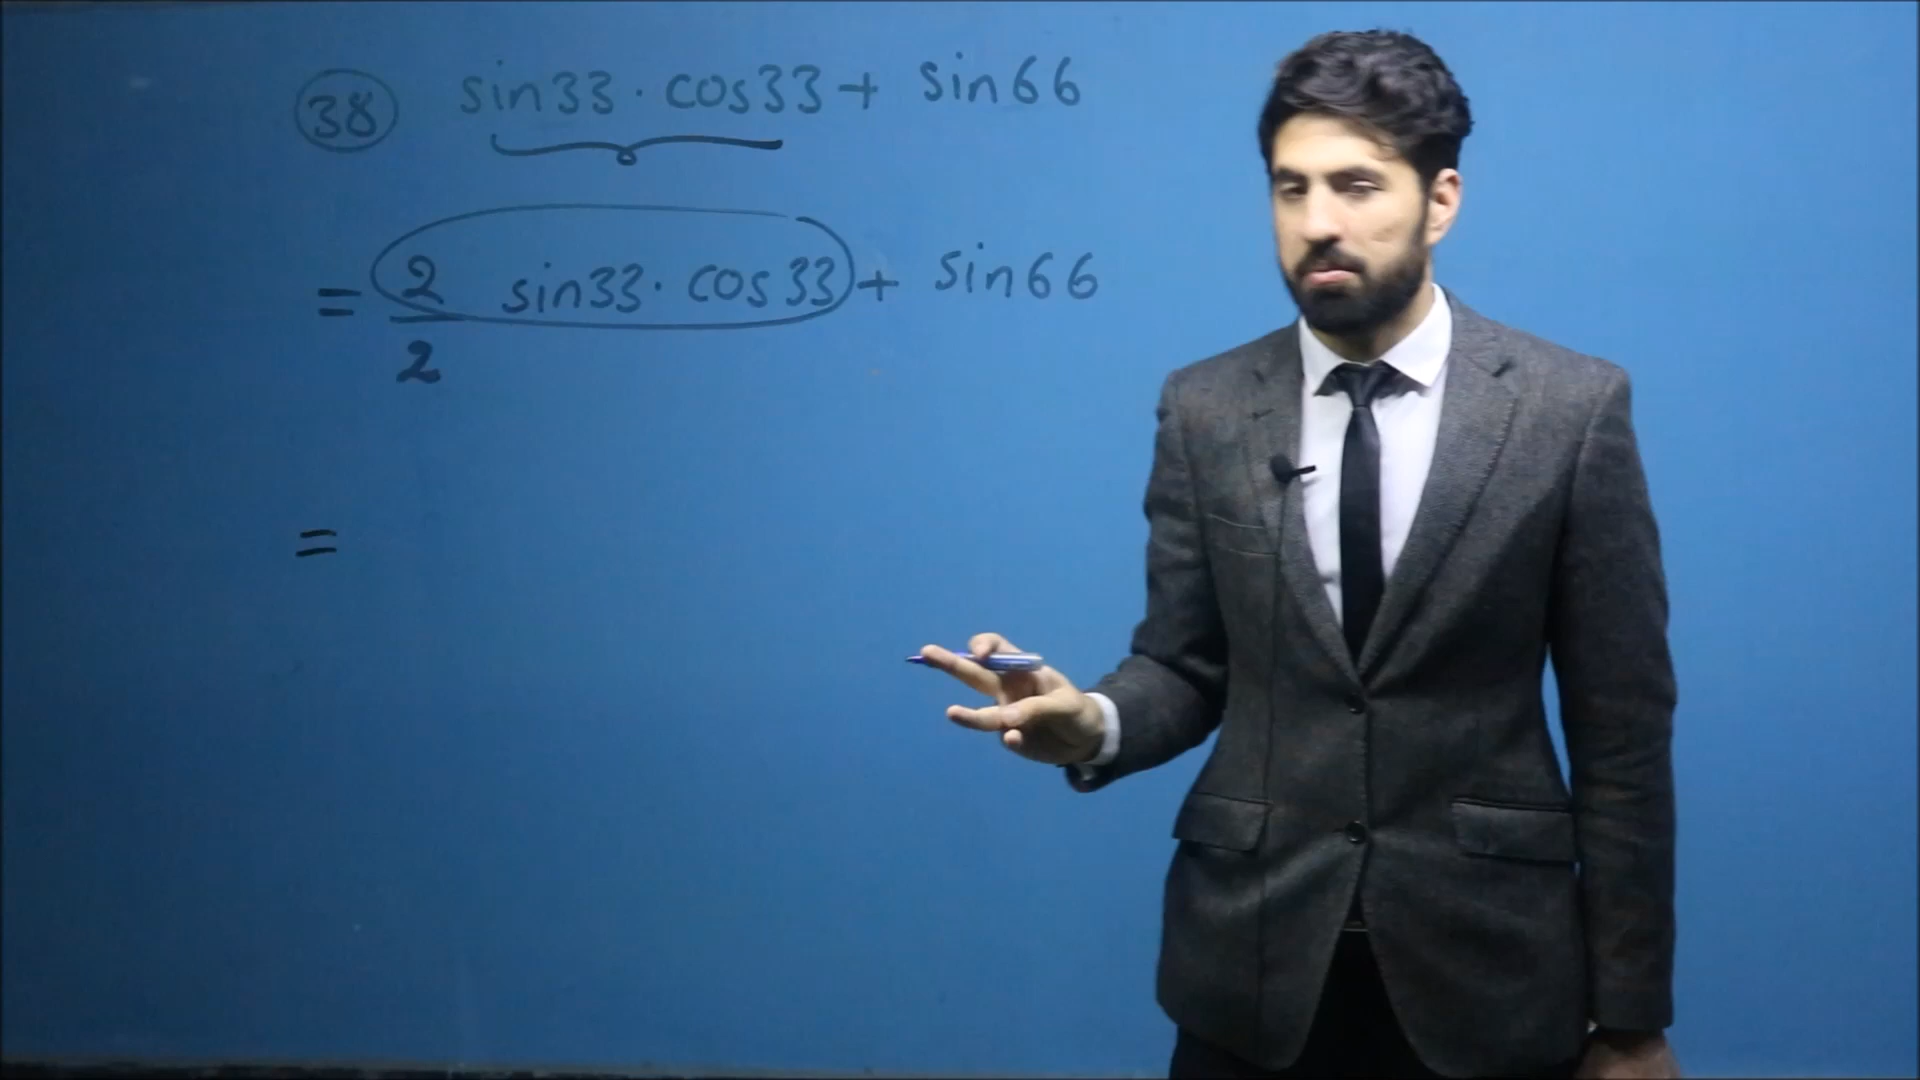 38 sin33 · cos33 + sin66
= 2/2 sin33 · cos33 + sin66
=